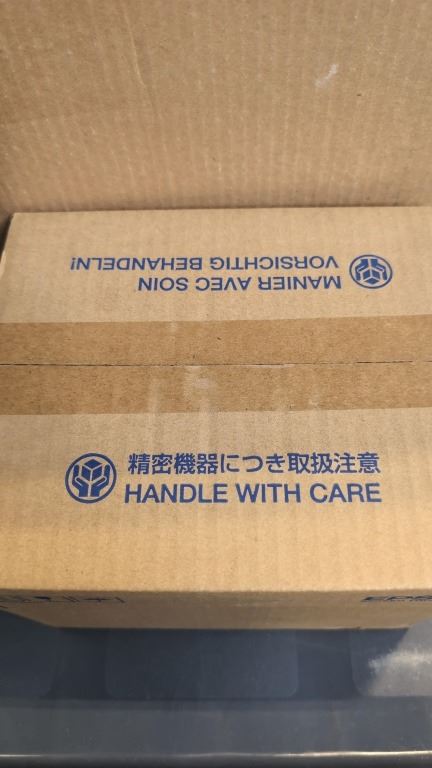 MANIER AVEC SOIN
VORSICHTIG BEHANDELN!
精密機器につき取扱注意
HANDLE WITH CARE